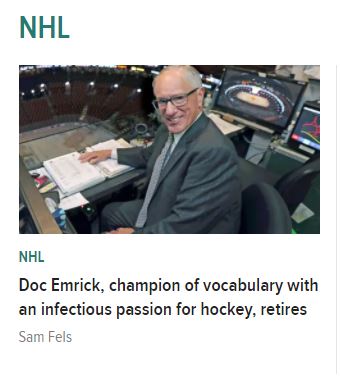 NHL
NHL
Doc Emrick, champion of vocabulary with
an infectious passion for hockey, retires
Sam Fels